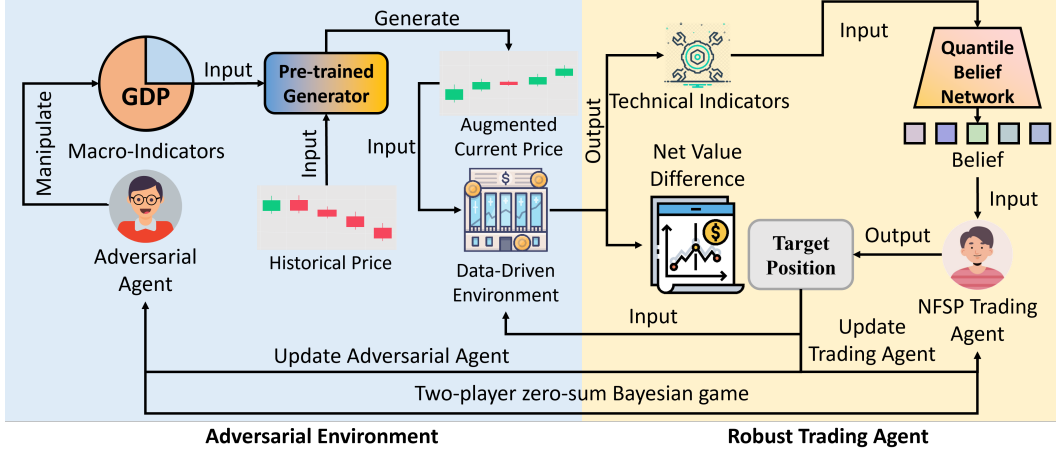 Generate
GDP
Input
Pre-trained
Generator
Manipulate
Macro-Indicators
Input
Input
Augmented
Current Price
Adversarial
Agent
Historical Price
$
Data-Driven
Environment
Output
Technical Indicators
Input
Quantile
Belief
Network
Belief
Input
Net Value
Difference
$
Target
Position
Output
NFSP Trading
Agent
Input
Update
Trading Agent
Update Adversarial Agent
Two-player zero-sum Bayesian game
Adversarial Environment
Robust Trading Agent